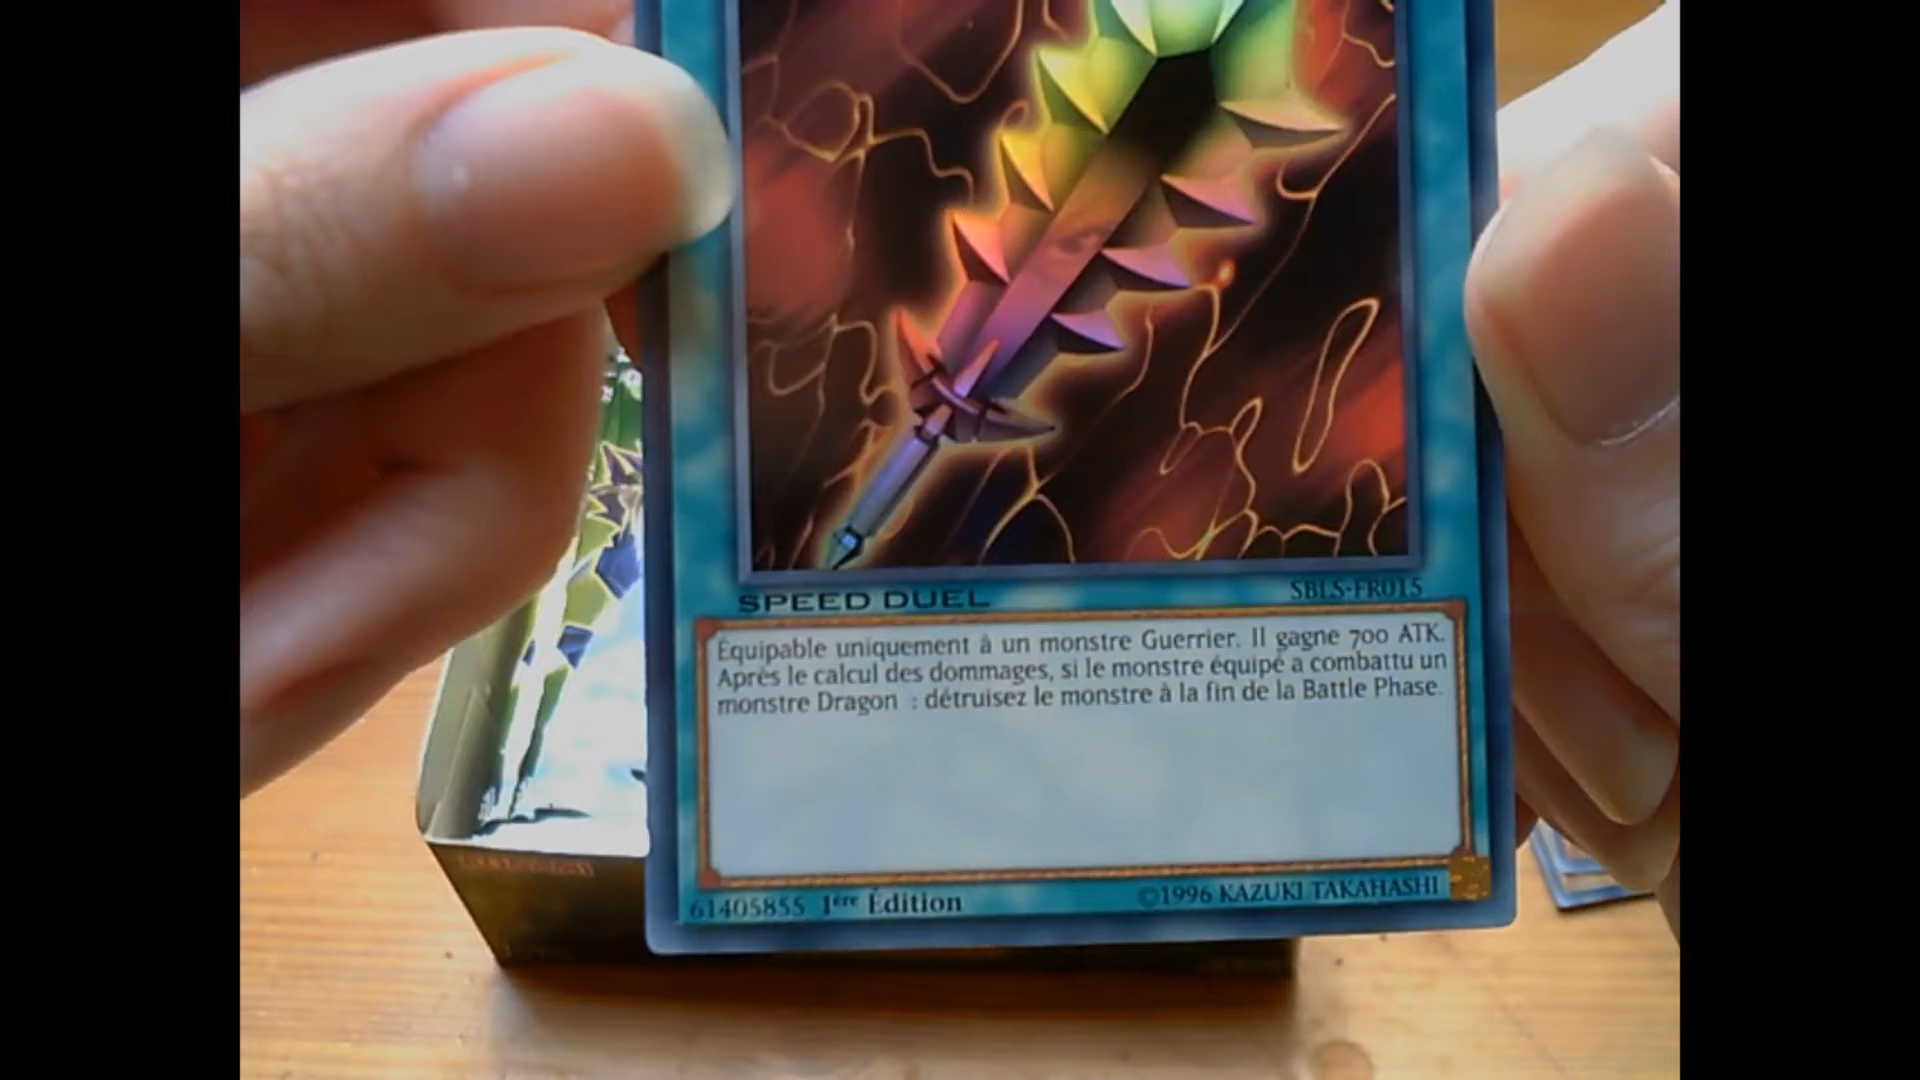 SPEED DUEL SBLS-FR015
Équipable uniquement à un monstre Guerrier. Il gagne 700 ATK.
Après le calcul des dommages, si le monstre équipé a combattu un
monstre Dragon : détruisez le monstre à la fin de la Battle Phase.
61405855 1ère Édition ©1996 KAZUKI TAKAHASHI